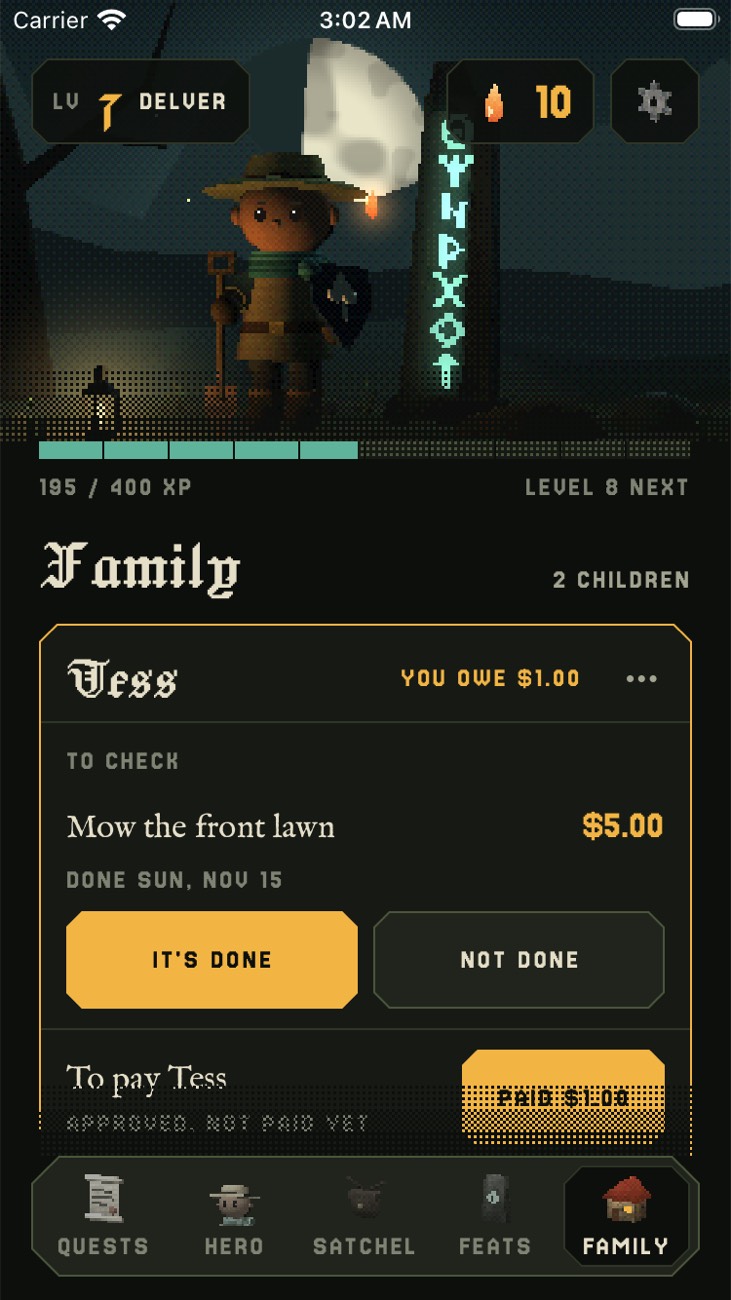 Carrier 3:02 AM
LV 7 DELVER 10
195 / 400 XP LEVEL 8 NEXT
Family 2 CHILDREN
Tess YOU OWE $1.00
TO CHECK
Mow the front lawn $5.00
DONE SUN, NOV 15
IT'S DONE NOT DONE
To pay Tess PAID $1.00
APPROVED, NOT PAID YET
QUESTS HERO SATCHEL FEATS FAMILY